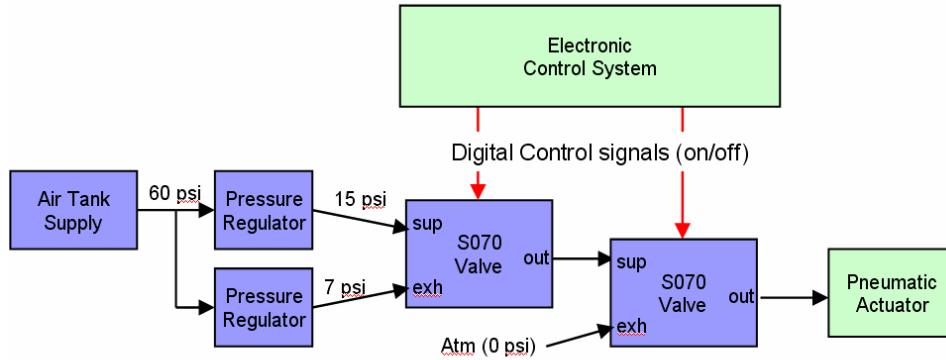 Electronic
Control System
Digital Control signals (on/off)
Air Tank
Supply
60 psi
Pressure
Regulator
15 psi
Pressure
Regulator
7 psi
sup
S070
Valve
out
exh
Atm (0 psi)
sup
S070
Valve
out
exh
Pneumatic
Actuator